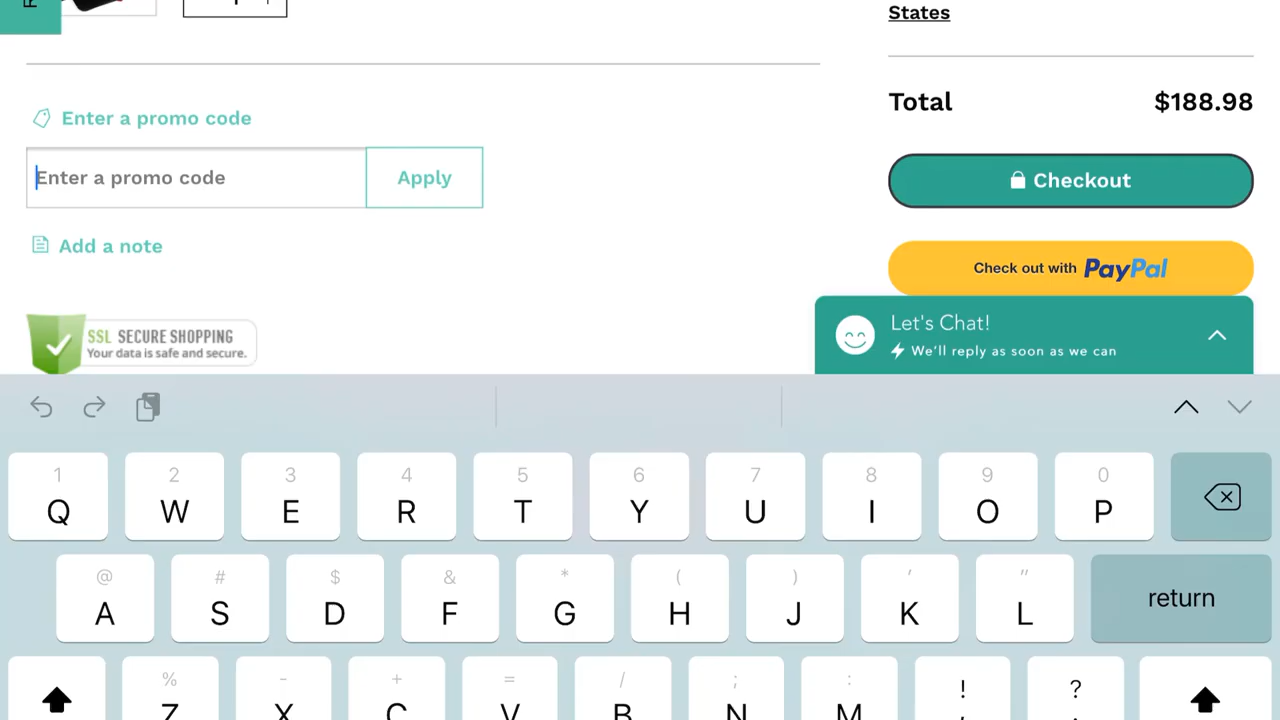 States
Total $188.98
Enter a promo code
Enter a promo code Apply
Checkout
Add a note
Check out with PayPal
SSL SECURE SHOPPING
Your data is safe and secure.
Let's Chat!
We'll reply as soon as we can
1 2 3 4 5 6 7 8 9 0
Q W E R T Y U I O P
@ # $ & * ( ) ' "
A S D F G H J K L return
% - + = / ; : ! ?
Z X C V B N M , .